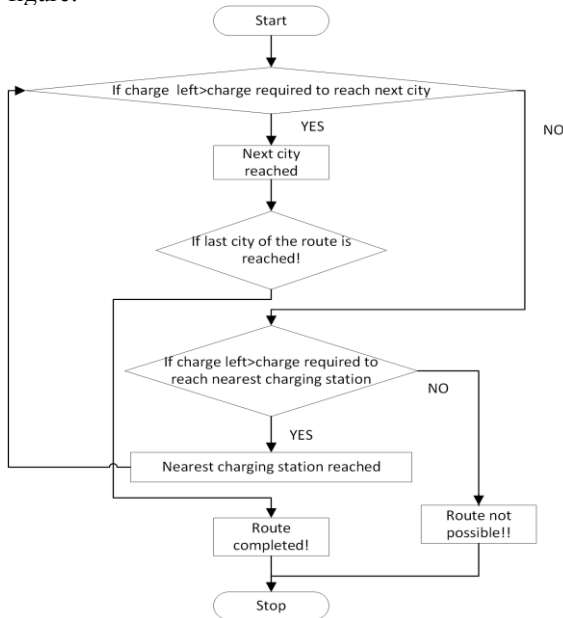 figure.
Start
If charge left>charge required to reach next city
YES
NO
Next city
reached
If last city of the route is
reached!
If charge left>charge required to
reach nearest charging station
NO
YES
Nearest charging station reached
Route
completed!
Route not
possible!!
Stop